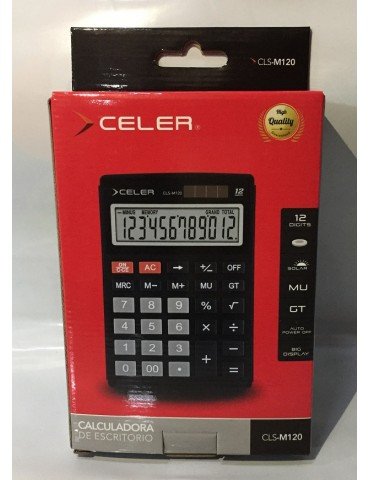 CLS-M120
CELER®
High
Quality
12
DIGITS
SOLAR
MU
GT
AUTO
POWER OFF
BIG
DISPLAY
CELER
CLS-M120
12
MINUS MEMORY GRAND TOTAL
123456789012
ON
C/CE AC → +/− OFF
MRC M− M+ MU GT
7 8 9 % √
4 5 6 × ÷
1 2 3 + −
0 00 • =
CALCULADORA
DE ESCRITORIO
CLS-M120